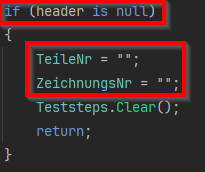 if (header is null)
{
TeileNr = "";
ZeichnungsNr = "";
Teststeps.Clear();
return;
}